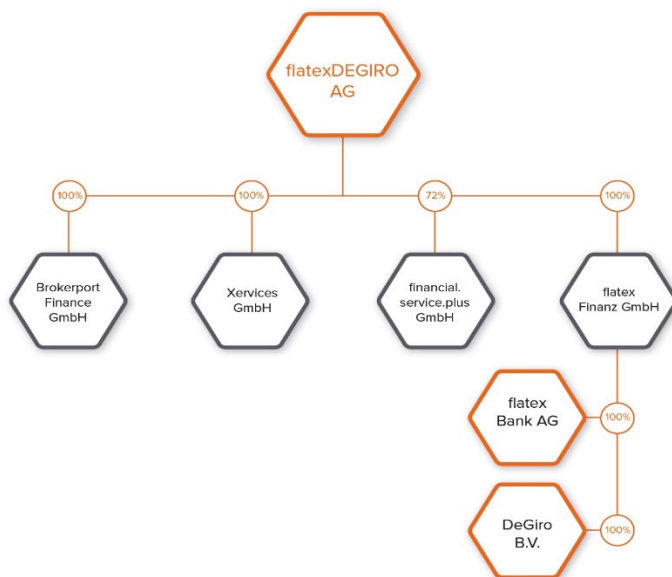 flatexDEGIRO
AG
100%
100%
72%
100%
Brokerport
Finance
GmbH
Xervices
GmbH
financial.
service.plus
GmbH
flatex
Finanz GmbH
flatex
Bank AG
100%
DeGiro
B.V.
100%